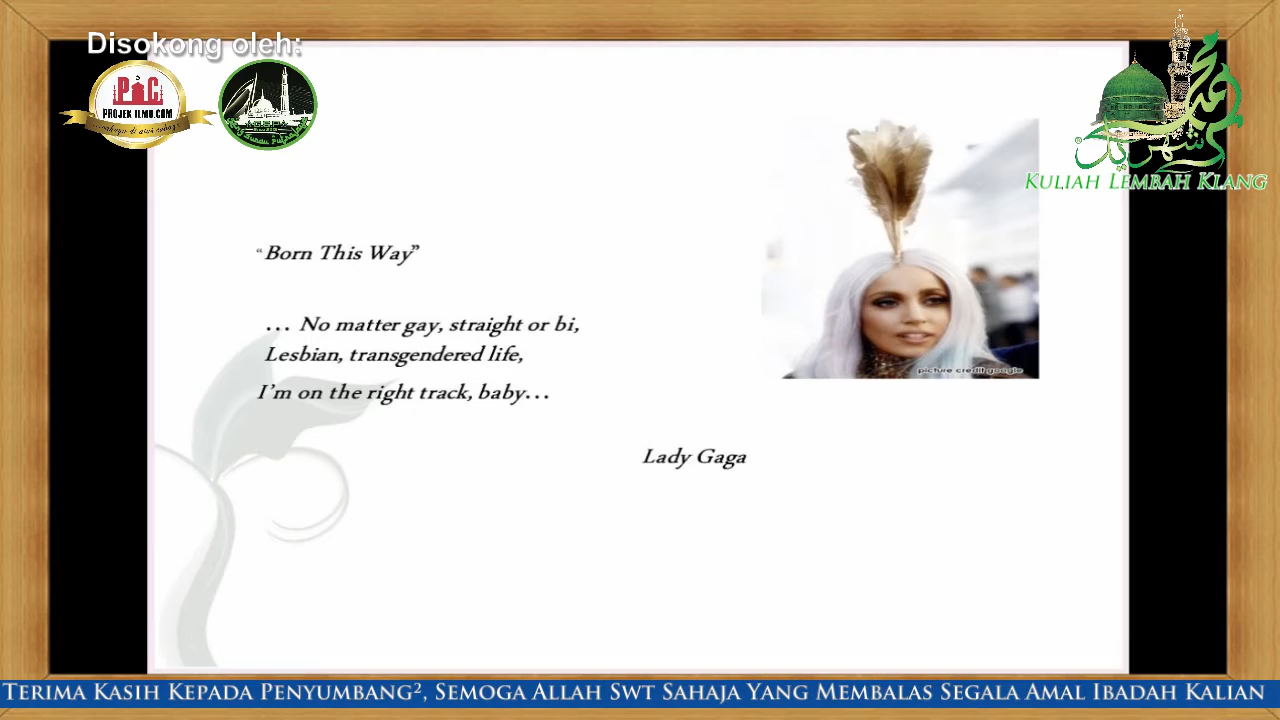 Disokong oleh:
PiC
PROJEK ILMU.COM
KULIAH LEMBAH KLANG
“Born This Way”
… No matter gay, straight or bi,
Lesbian, transgendered life,
I’m on the right track, baby…
Lady Gaga
picture credit google
TERIMA KASIH KEPADA PENYUMBANG², SEMOGA ALLAH SWT SAHAJA YANG MEMBALAS SEGALA AMAL IBADAH KALIAN